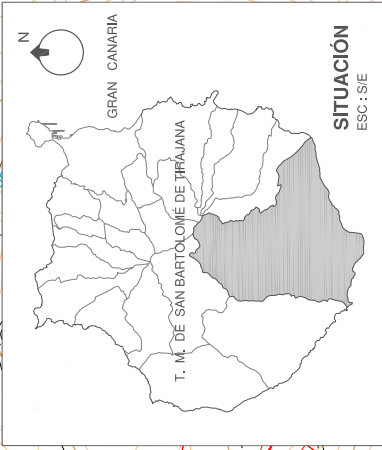 N
GRAN CANARIA
T. M. DE SAN BARTOLOMÉ DE TIRAJANA
SITUACIÓN
ESC : S/E